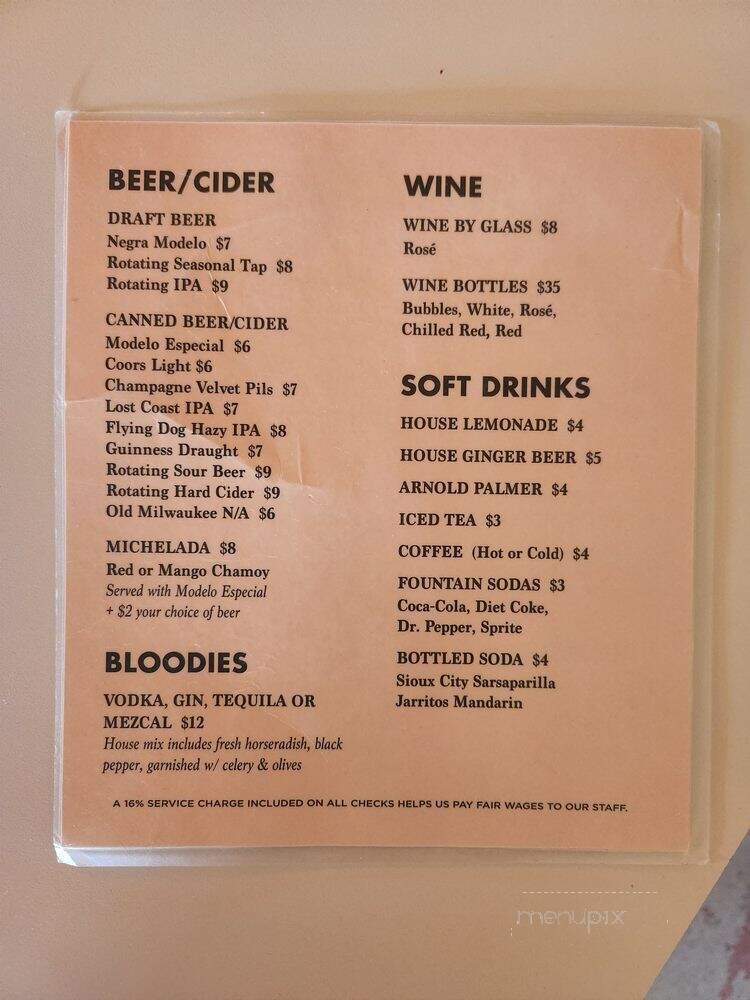 BEER/CIDER
DRAFT BEER
Negra Modelo $7
Rotating Seasonal Tap $8
Rotating IPA $9
CANNED BEER/CIDER
Modelo Especial $6
Coors Light $6
Champagne Velvet Pils $7
Lost Coast IPA $7
Flying Dog Hazy IPA $8
Guinness Draught $7
Rotating Sour Beer $9
Rotating Hard Cider $9
Old Milwaukee N/A $6
MICHELADA $8
Red or Mango Chamoy
Served with Modelo Especial
+ $2 your choice of beer
BLOODIES
VODKA, GIN, TEQUILA OR
MEZCAL $12
House mix includes fresh horseradish, black
pepper, garnished w/ celery & olives
WINE
WINE BY GLASS $8
Rosé
WINE BOTTLES $35
Bubbles, White, Rosé,
Chilled Red, Red
SOFT DRINKS
HOUSE LEMONADE $4
HOUSE GINGER BEER $5
ARNOLD PALMER $4
ICED TEA $3
COFFEE (Hot or Cold) $4
FOUNTAIN SODAS $3
Coca-Cola, Diet Coke,
Dr. Pepper, Sprite
BOTTLED SODA $4
Sioux City Sarsaparilla
Jarritos Mandarin
A 16% SERVICE CHARGE INCLUDED ON ALL CHECKS HELPS US PAY FAIR WAGES TO OUR STAFF.
menupix